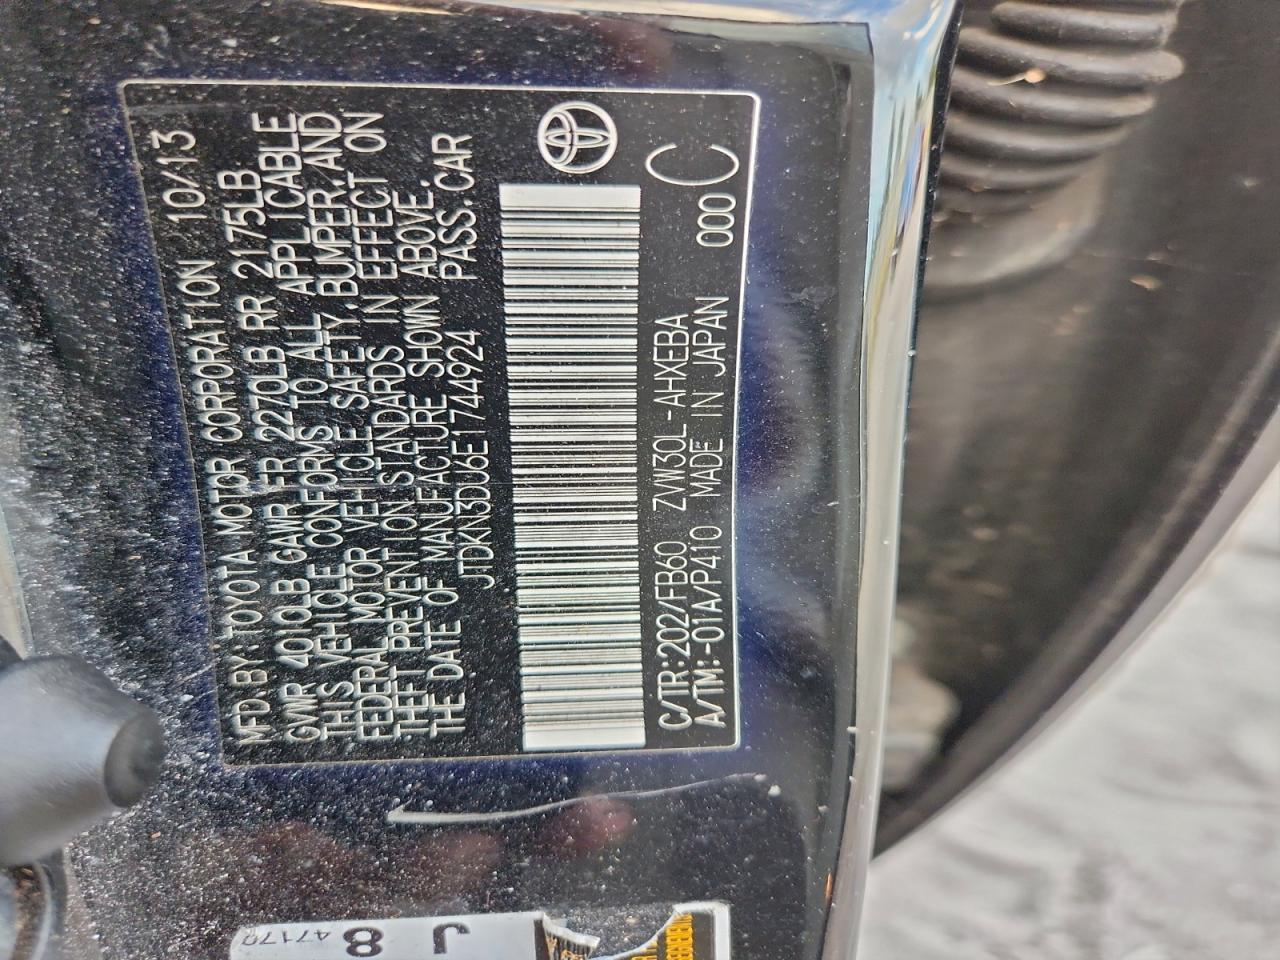 MFD.BY:TOYOTA MOTOR CORPORATION 10/13
GVWR 4010LB GAWR FR 2270LB RR 2175LB
THIS VEHICLE CONFORMS TO ALL APPLICABLE
FEDERAL MOTOR VEHICLE SAFETY,BUMPER,AND
THEFT PREVENTION STANDARDS IN EFFECT ON
THE DATE OF MANUFACTURE SHOWN ABOVE.
JTDKN3DU6E1744924 PASS.CAR
C/TR:202/FB60 ZVW30L-AHXEBA C
A/TM:-01A/P410 MADE IN JAPAN 000
J 8